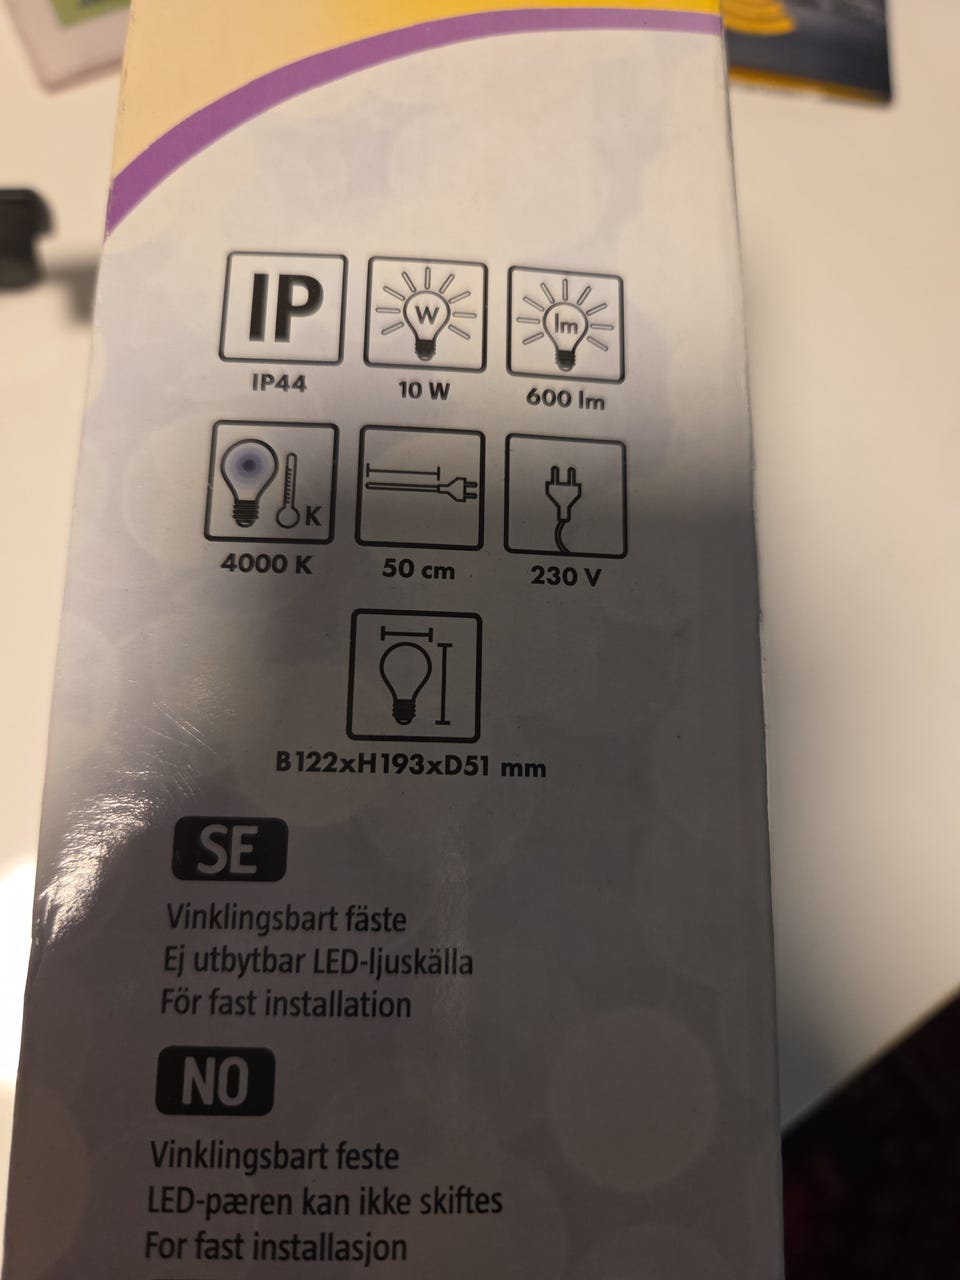 IP
W
lm
IP44
10 W
600 lm
K
4000 K
50 cm
230 V
B122xH193xD51 mm
SE
Vinklingsbart fäste
Ej utbytbar LED-ljuskälla
För fast installation
NO
Vinklingsbart feste
LED-pæren kan ikke skiftes
For fast installasjon